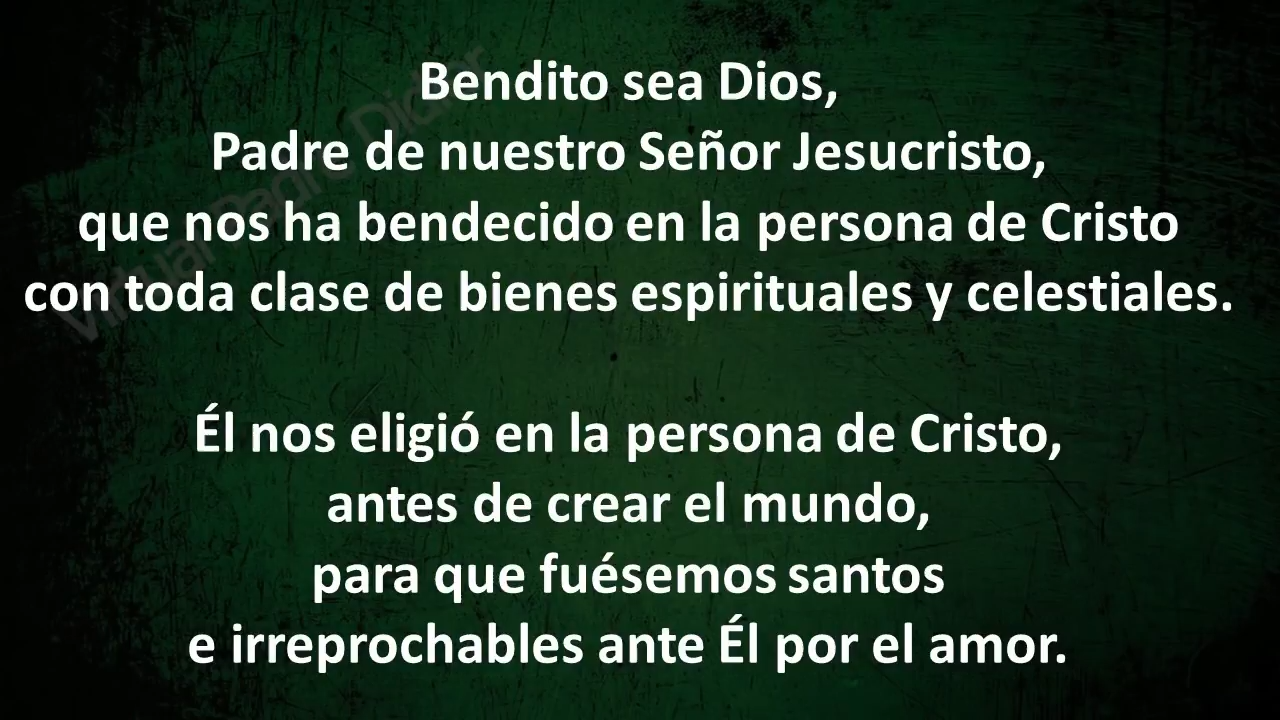 Bendito sea Dios,
Padre de nuestro Señor Jesucristo,
que nos ha bendecido en la persona de Cristo
con toda clase de bienes espirituales y celestiales.
Él nos eligió en la persona de Cristo,
antes de crear el mundo,
para que fuésemos santos
e irreprochables ante Él por el amor.